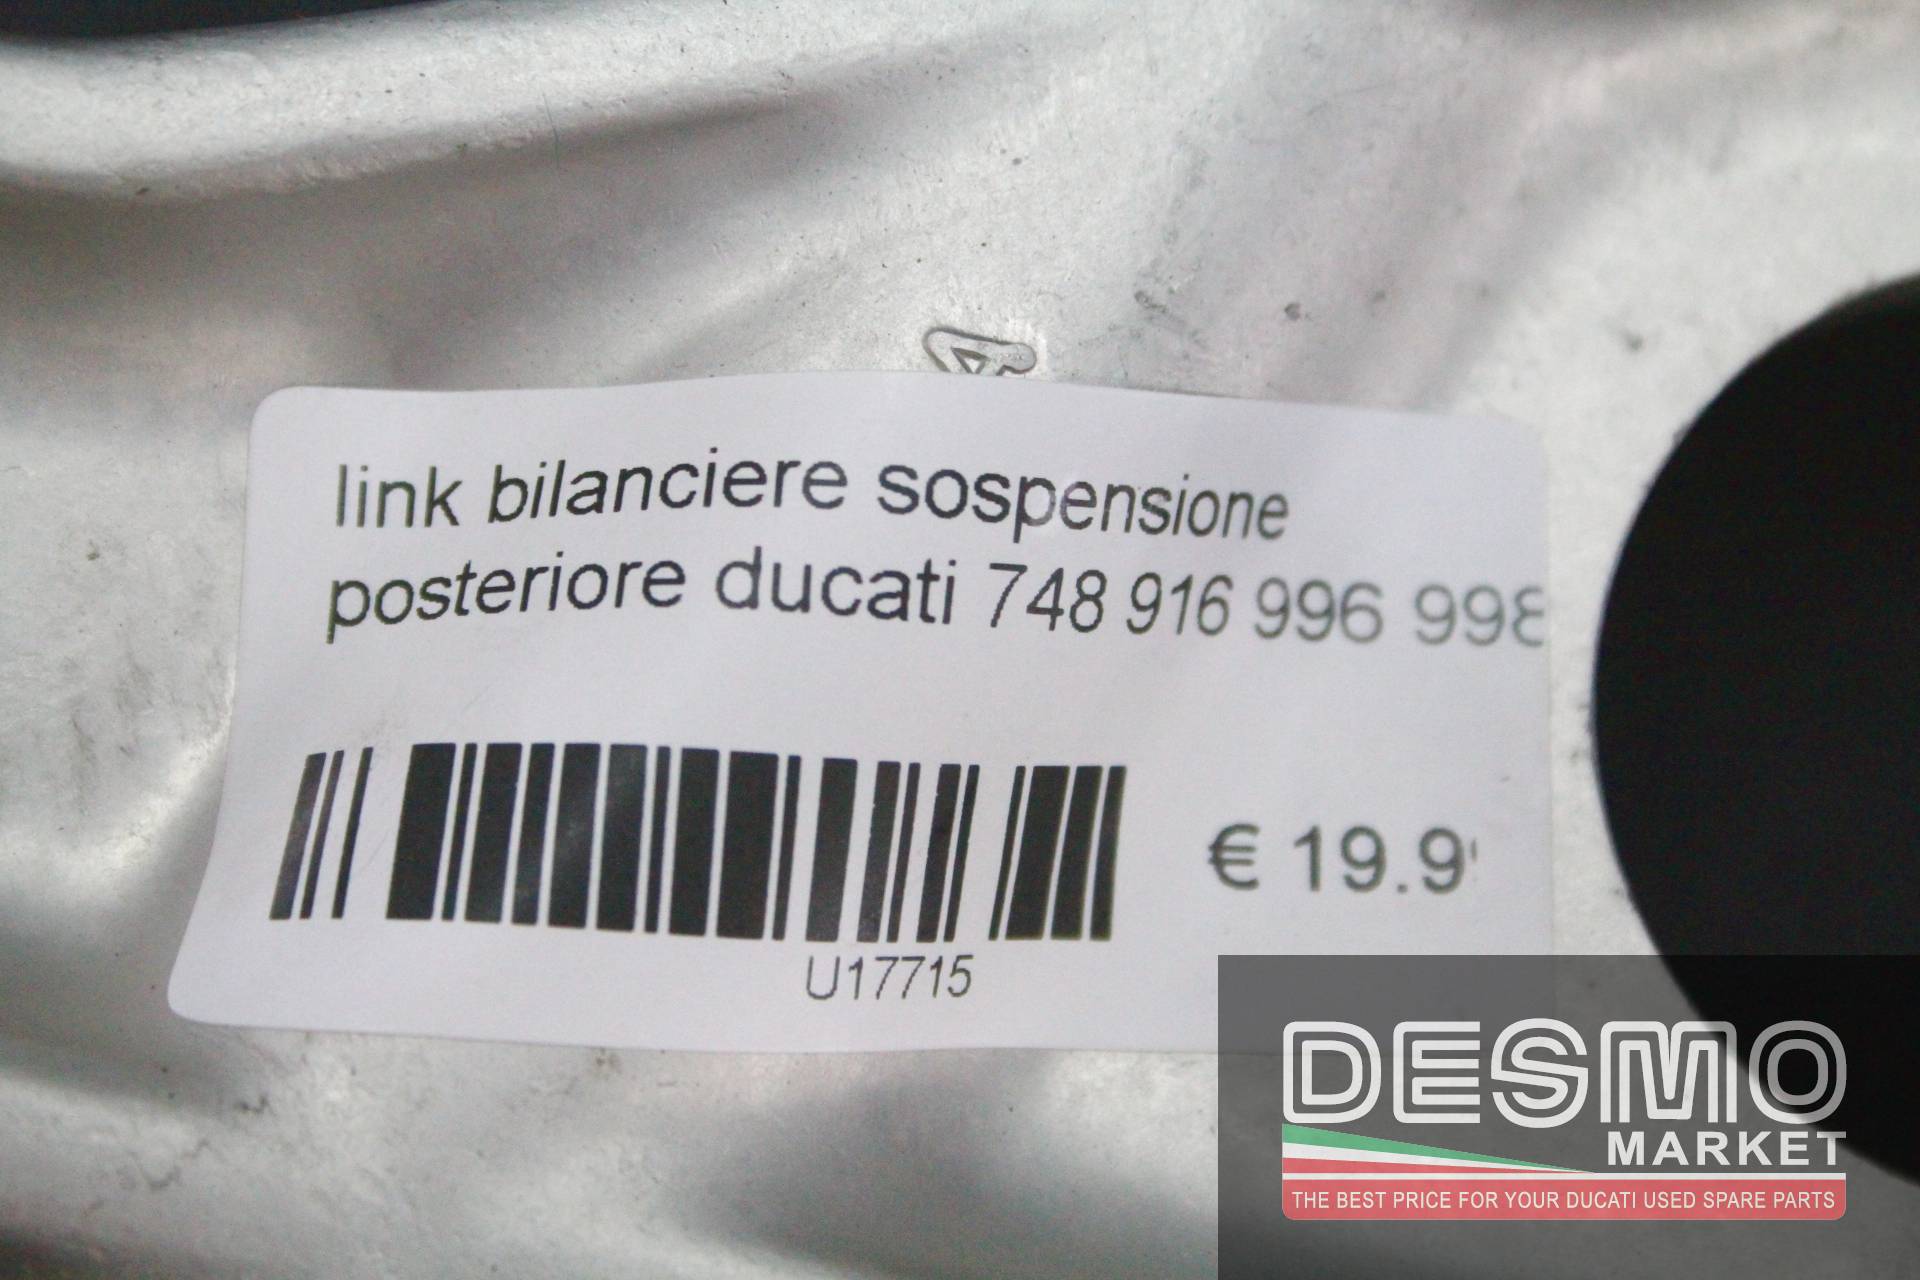 link bilanciere sospensione
posteriore ducati 748 916 996 998
€ 19.9
U17715
DESMO
MARKET
THE BEST PRICE FOR YOUR DUCATI USED SPARE PARTS